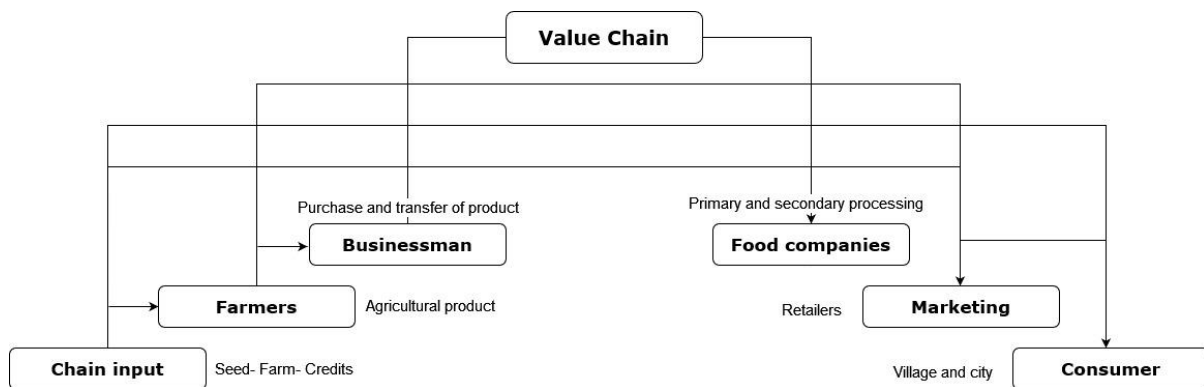 Value Chain
Purchase and transfer of product
Primary and secondary processing
Businessman
Food companies
Farmers
Agricultural product
Retailers
Marketing
Chain input
Seed- Farm- Credits
Village and city
Consumer